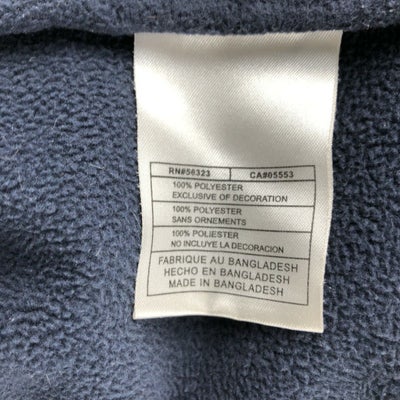 RN#56323 CA#05553
100% POLYESTER
EXCLUSIVE OF DECORATION
100% POLYESTER
SANS ORNEMENTS
100% POLIESTER
NO INCLUYE LA DECORACION
FABRIQUE AU BANGLADESH
HECHO EN BANGLADESH
MADE IN BANGLADESH